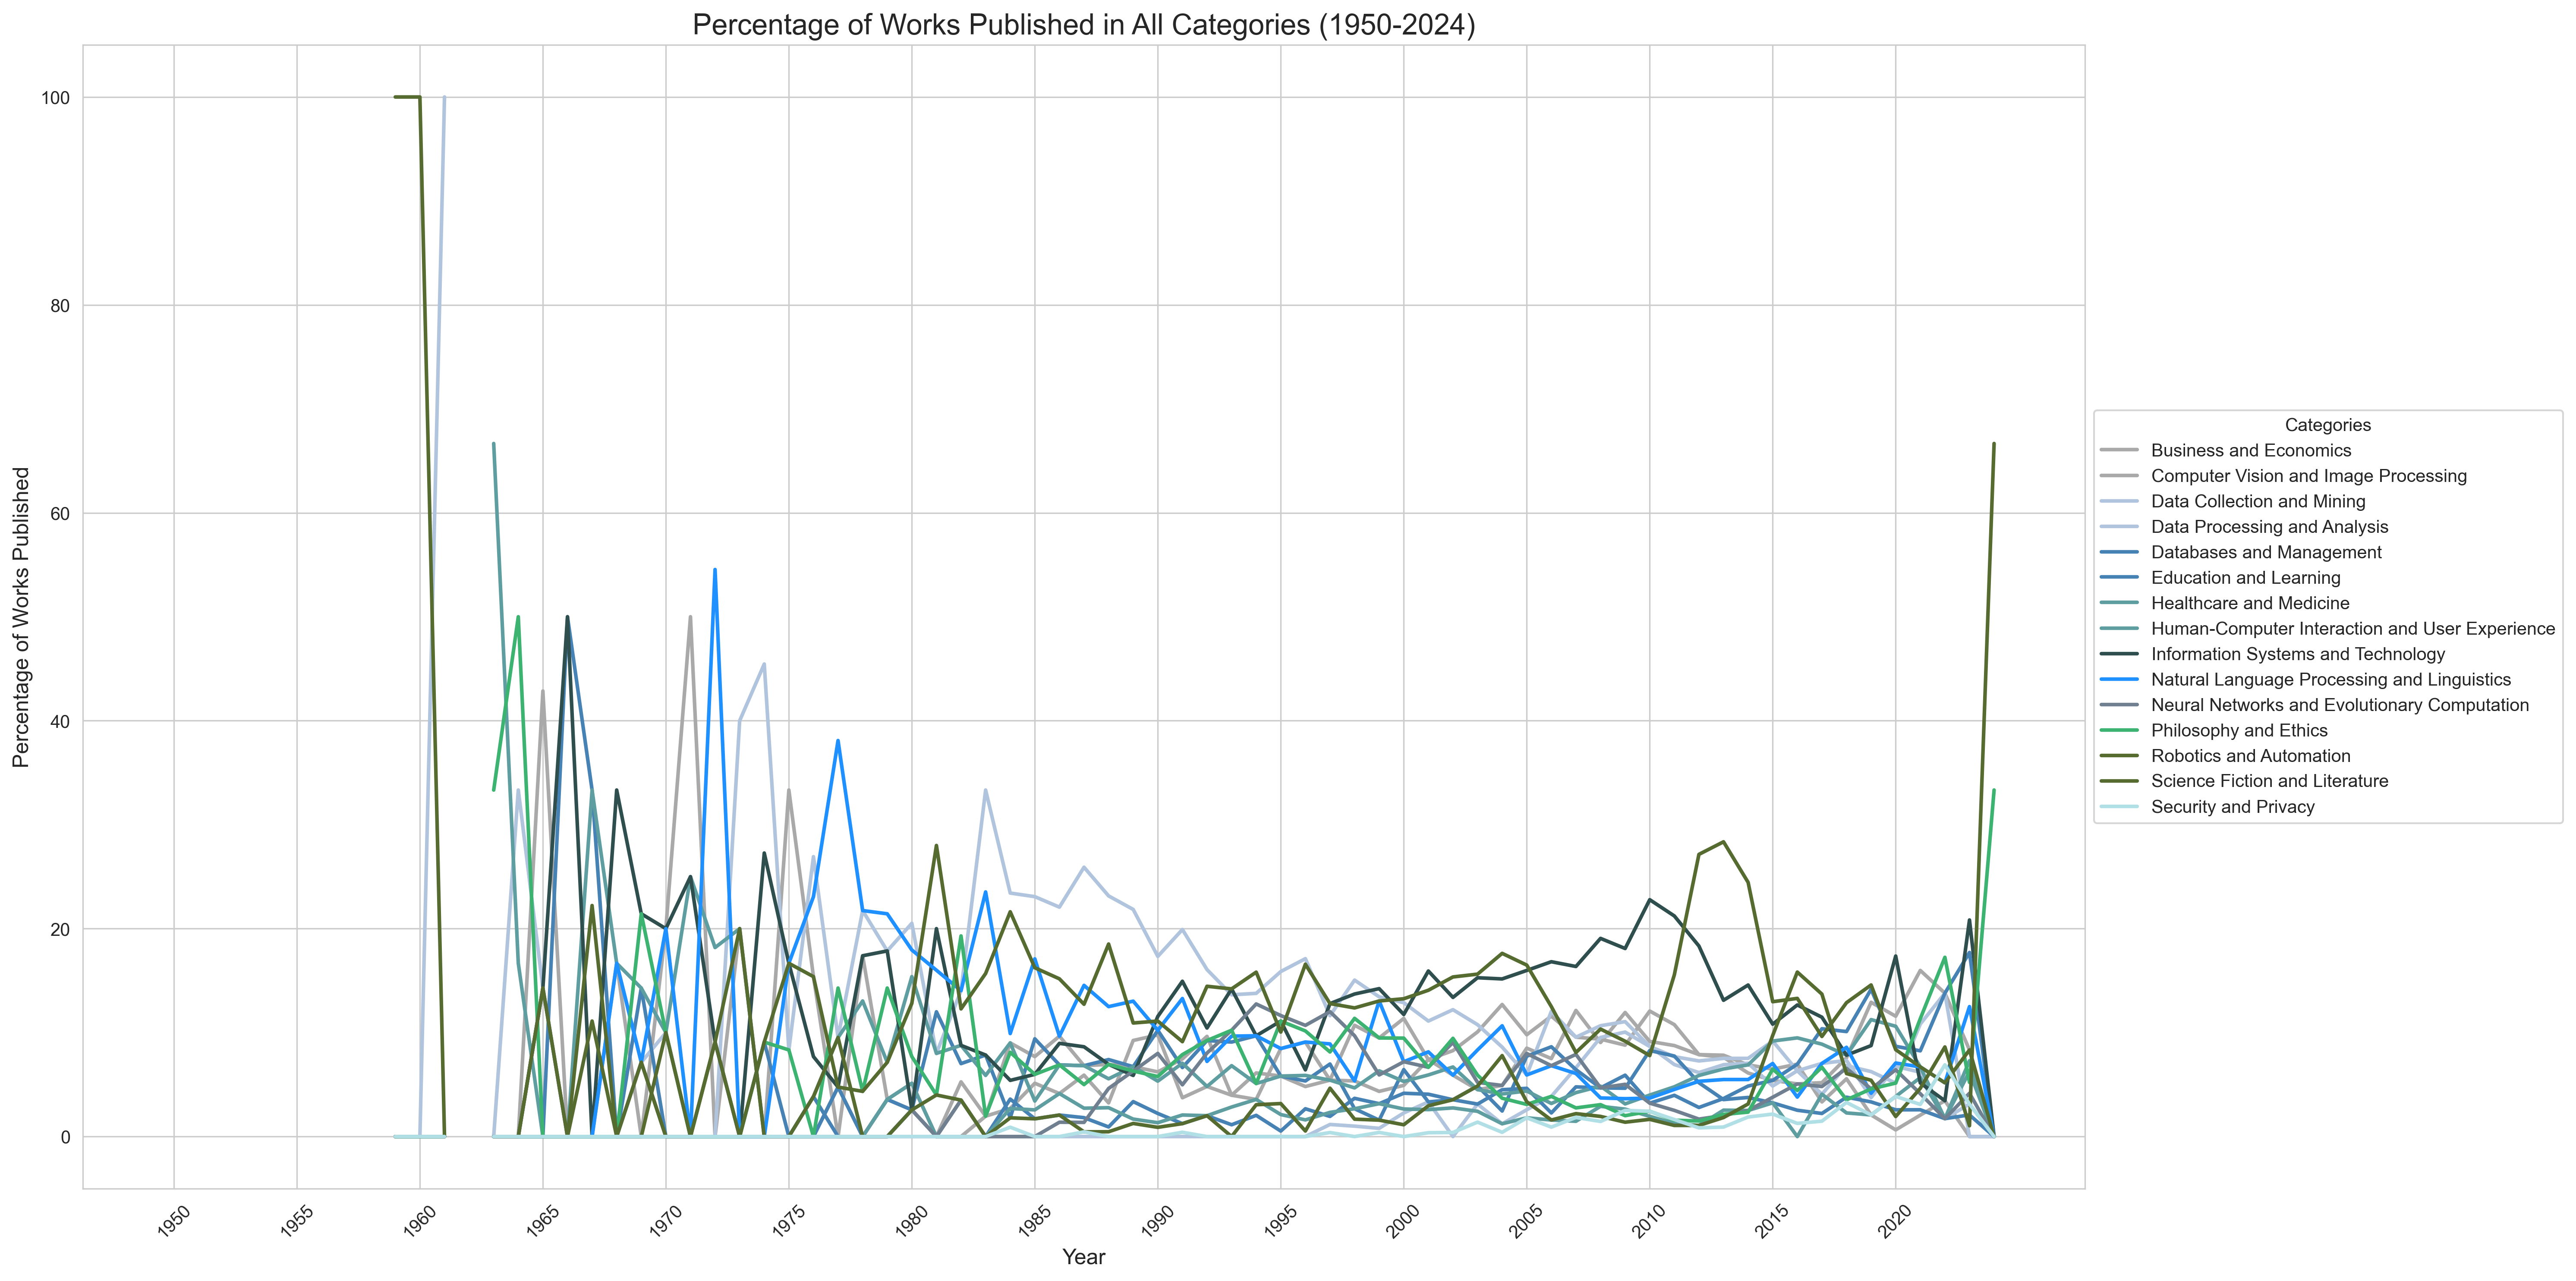 Percentage of Works Published in All Categories (1950-2024)
100
80
60
40
20
0
Percentage of Works Published
1950
1955
1960
1965
1970
1975
1980
1985
1990
1995
2000
2005
2010
2015
2020
Year
Categories
Business and Economics
Computer Vision and Image Processing
Data Collection and Mining
Data Processing and Analysis
Databases and Management
Education and Learning
Healthcare and Medicine
Human-Computer Interaction and User Experience
Information Systems and Technology
Natural Language Processing and Linguistics
Neural Networks and Evolutionary Computation
Philosophy and Ethics
Robotics and Automation
Science Fiction and Literature
Security and Privacy